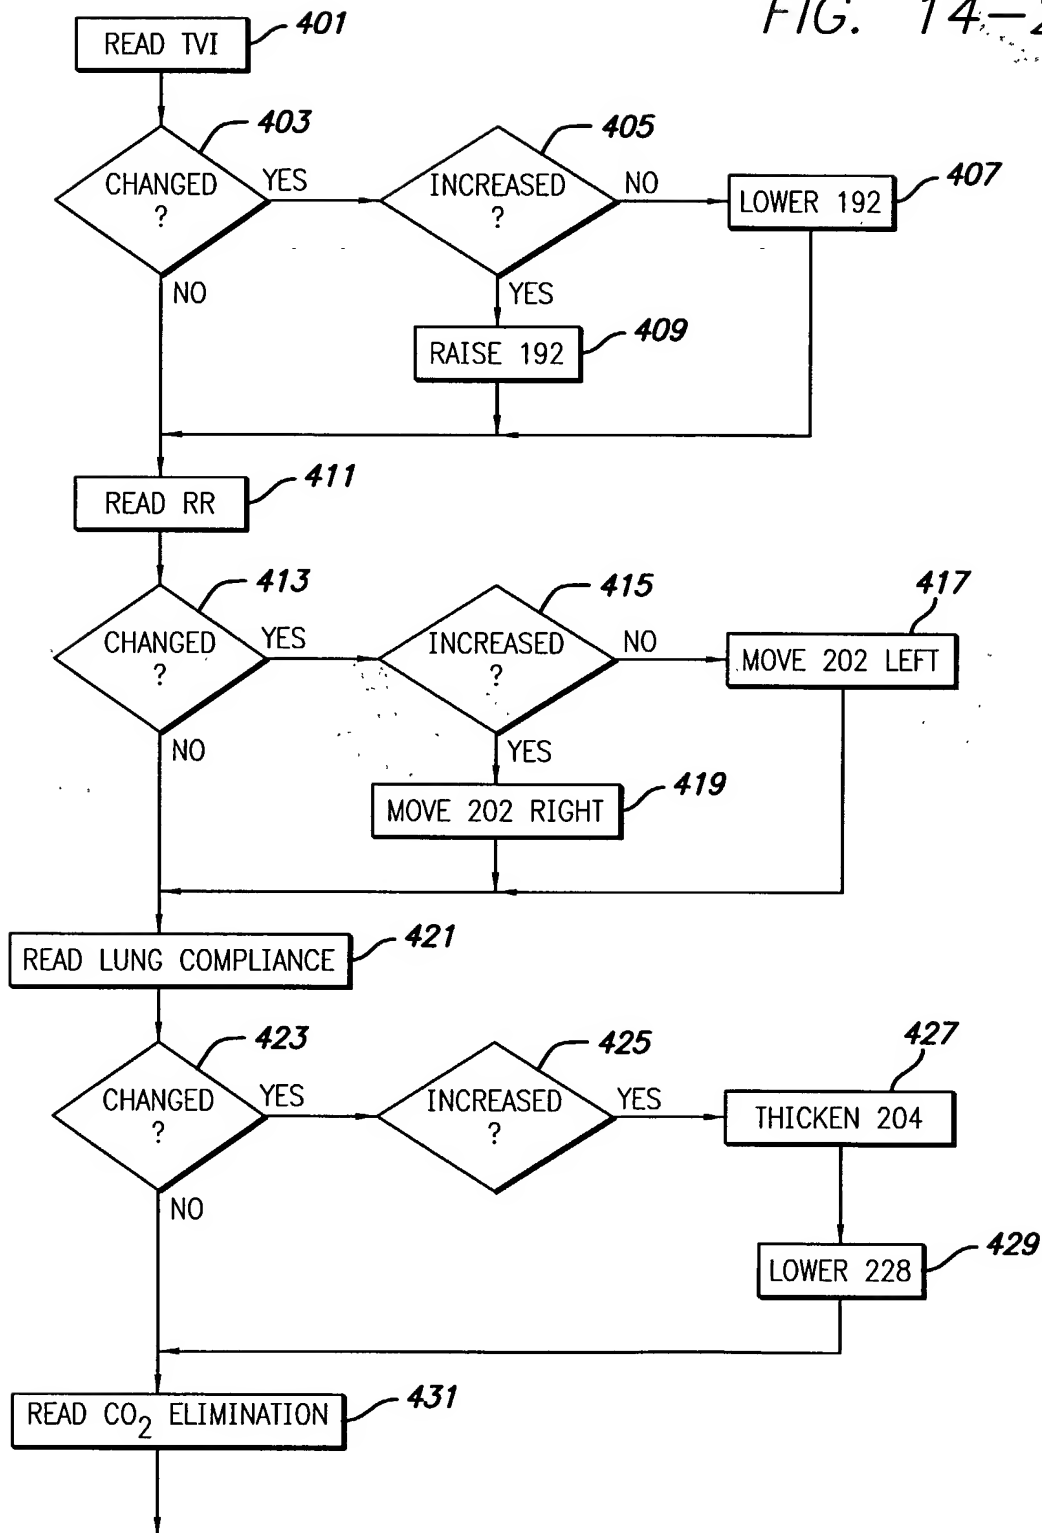 FIG. 14-2
READ TVI
401
CHANGED
?
403
YES
NO
INCREASED
?
405
NO
YES
LOWER 192
407
RAISE 192
409
READ RR
411
CHANGED
?
413
YES
NO
INCREASED
?
415
NO
YES
MOVE 202 LEFT
417
MOVE 202 RIGHT
419
READ LUNG COMPLIANCE
421
CHANGED
?
423
YES
NO
INCREASED
?
425
YES
THICKEN 204
427
LOWER 228
429
READ CO2 ELIMINATION
431